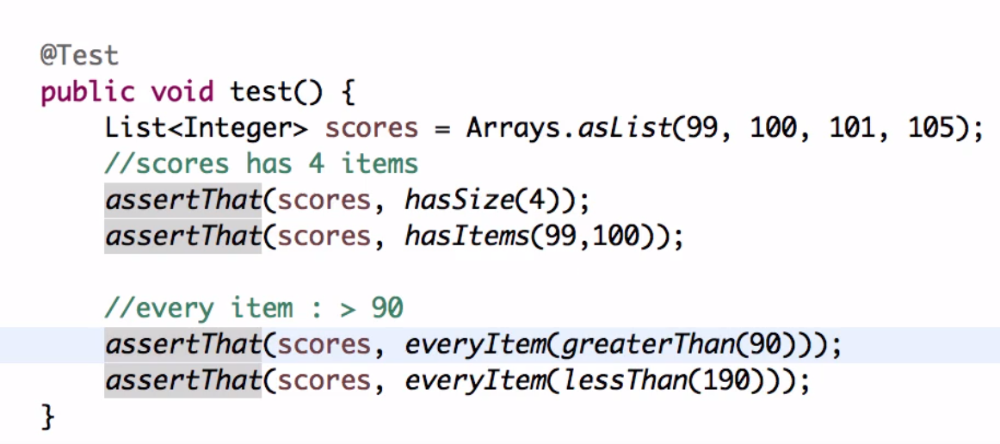 @Test
public void test() {
    List<Integer> scores = Arrays.asList(99, 100, 101, 105);
    //scores has 4 items
    assertThat(scores, hasSize(4));
    assertThat(scores, hasItems(99,100));

    //every item : > 90
    assertThat(scores, everyItem(greaterThan(90)));
    assertThat(scores, everyItem(lessThan(190)));
}